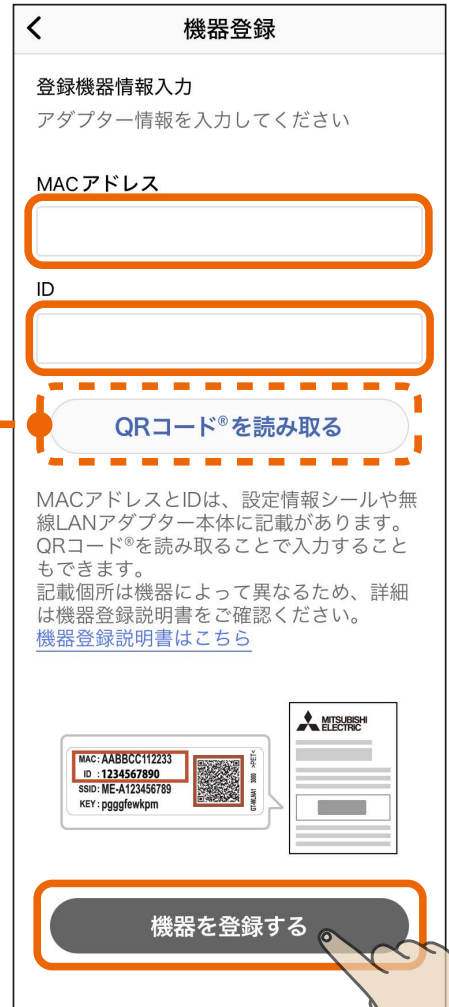 機器登録
登録機器情報入力
アダプター情報を入力してください
MACアドレス
ID
QRコード®を読み取る
MACアドレスとIDは、設定情報シールや無
線LANアダプター本体に記載があります。
QRコード®を読み取ることで入力すること
もできます。
記載個所は機器によって異なるため、詳細
は機器登録説明書をご確認ください。
機器登録説明書はこちら
MITSUBISHI
ELECTRIC
MAC: AABBCC112233
ID : 1234567890
SSID: ME-A123456789
KEY : pgggfewkpm
>PET<
機器を登録する